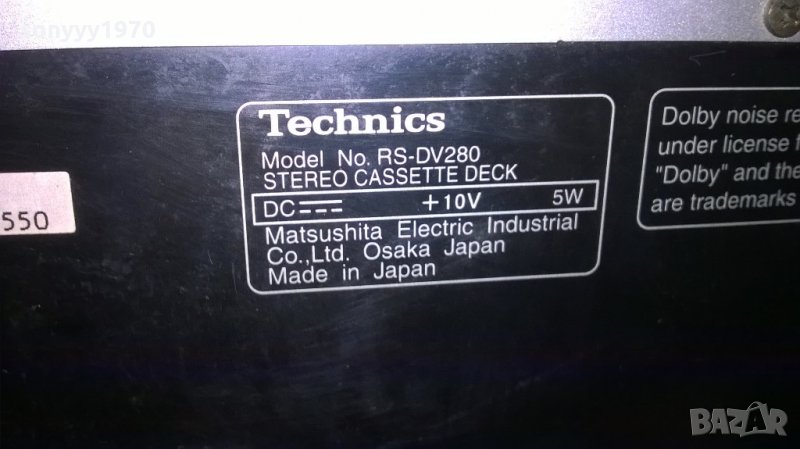 sonyyy1970
Technics
Model No. RS-DV280
STEREO CASSETTE DECK
DC +10V 5W
Matsushita Electric Industrial
Co.,Ltd. Osaka Japan
Made in Japan
550
Dolby noise re
under license f
"Dolby" and the
are trademarks
BAZAR